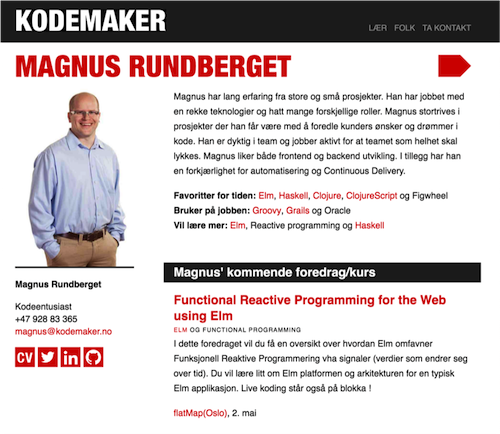 KODEMAKER
LÆR FOLK TA KONTAKT
MAGNUS RUNDBERGET
Magnus har lang erfaring fra store og små prosjekter. Han har jobbet med
en rekke teknologier og hatt mange forskjellige roller. Magnus stortrives i
prosjekter der han får være med å foredle kunders ønsker og drømmer i
kode. Han er dyktig i team og jobber aktivt for at teamet som helhet skal
lykkes. Magnus liker både frontend og backend utvikling. I tillegg har han
en forkjærlighet for automatisering og Continuous Delivery.
Favoritter for tiden: Elm, Haskell, Clojure, ClojureScript og Figwheel
Bruker på jobben: Groovy, Grails og Oracle
Vil lære mer: Elm, Reactive programming og Haskell
Magnus Rundberget
Kodeentusiast
+47 928 83 365
magnus@kodemaker.no
CV in
Magnus' kommende foredrag/kurs
Functional Reactive Programming for the Web
using Elm
ELM OG FUNCTIONAL PROGRAMMING
I dette foredraget vil du få en oversikt over hvordan Elm omfavner
Funksjonell Reaktive Programmering vha signaler (verdier som endrer seg
over tid). Du vil lære litt om Elm platformen og arkitekturen for en typisk
Elm applikasjon. Live koding står også på blokka !
flatMap(Oslo), 2. mai